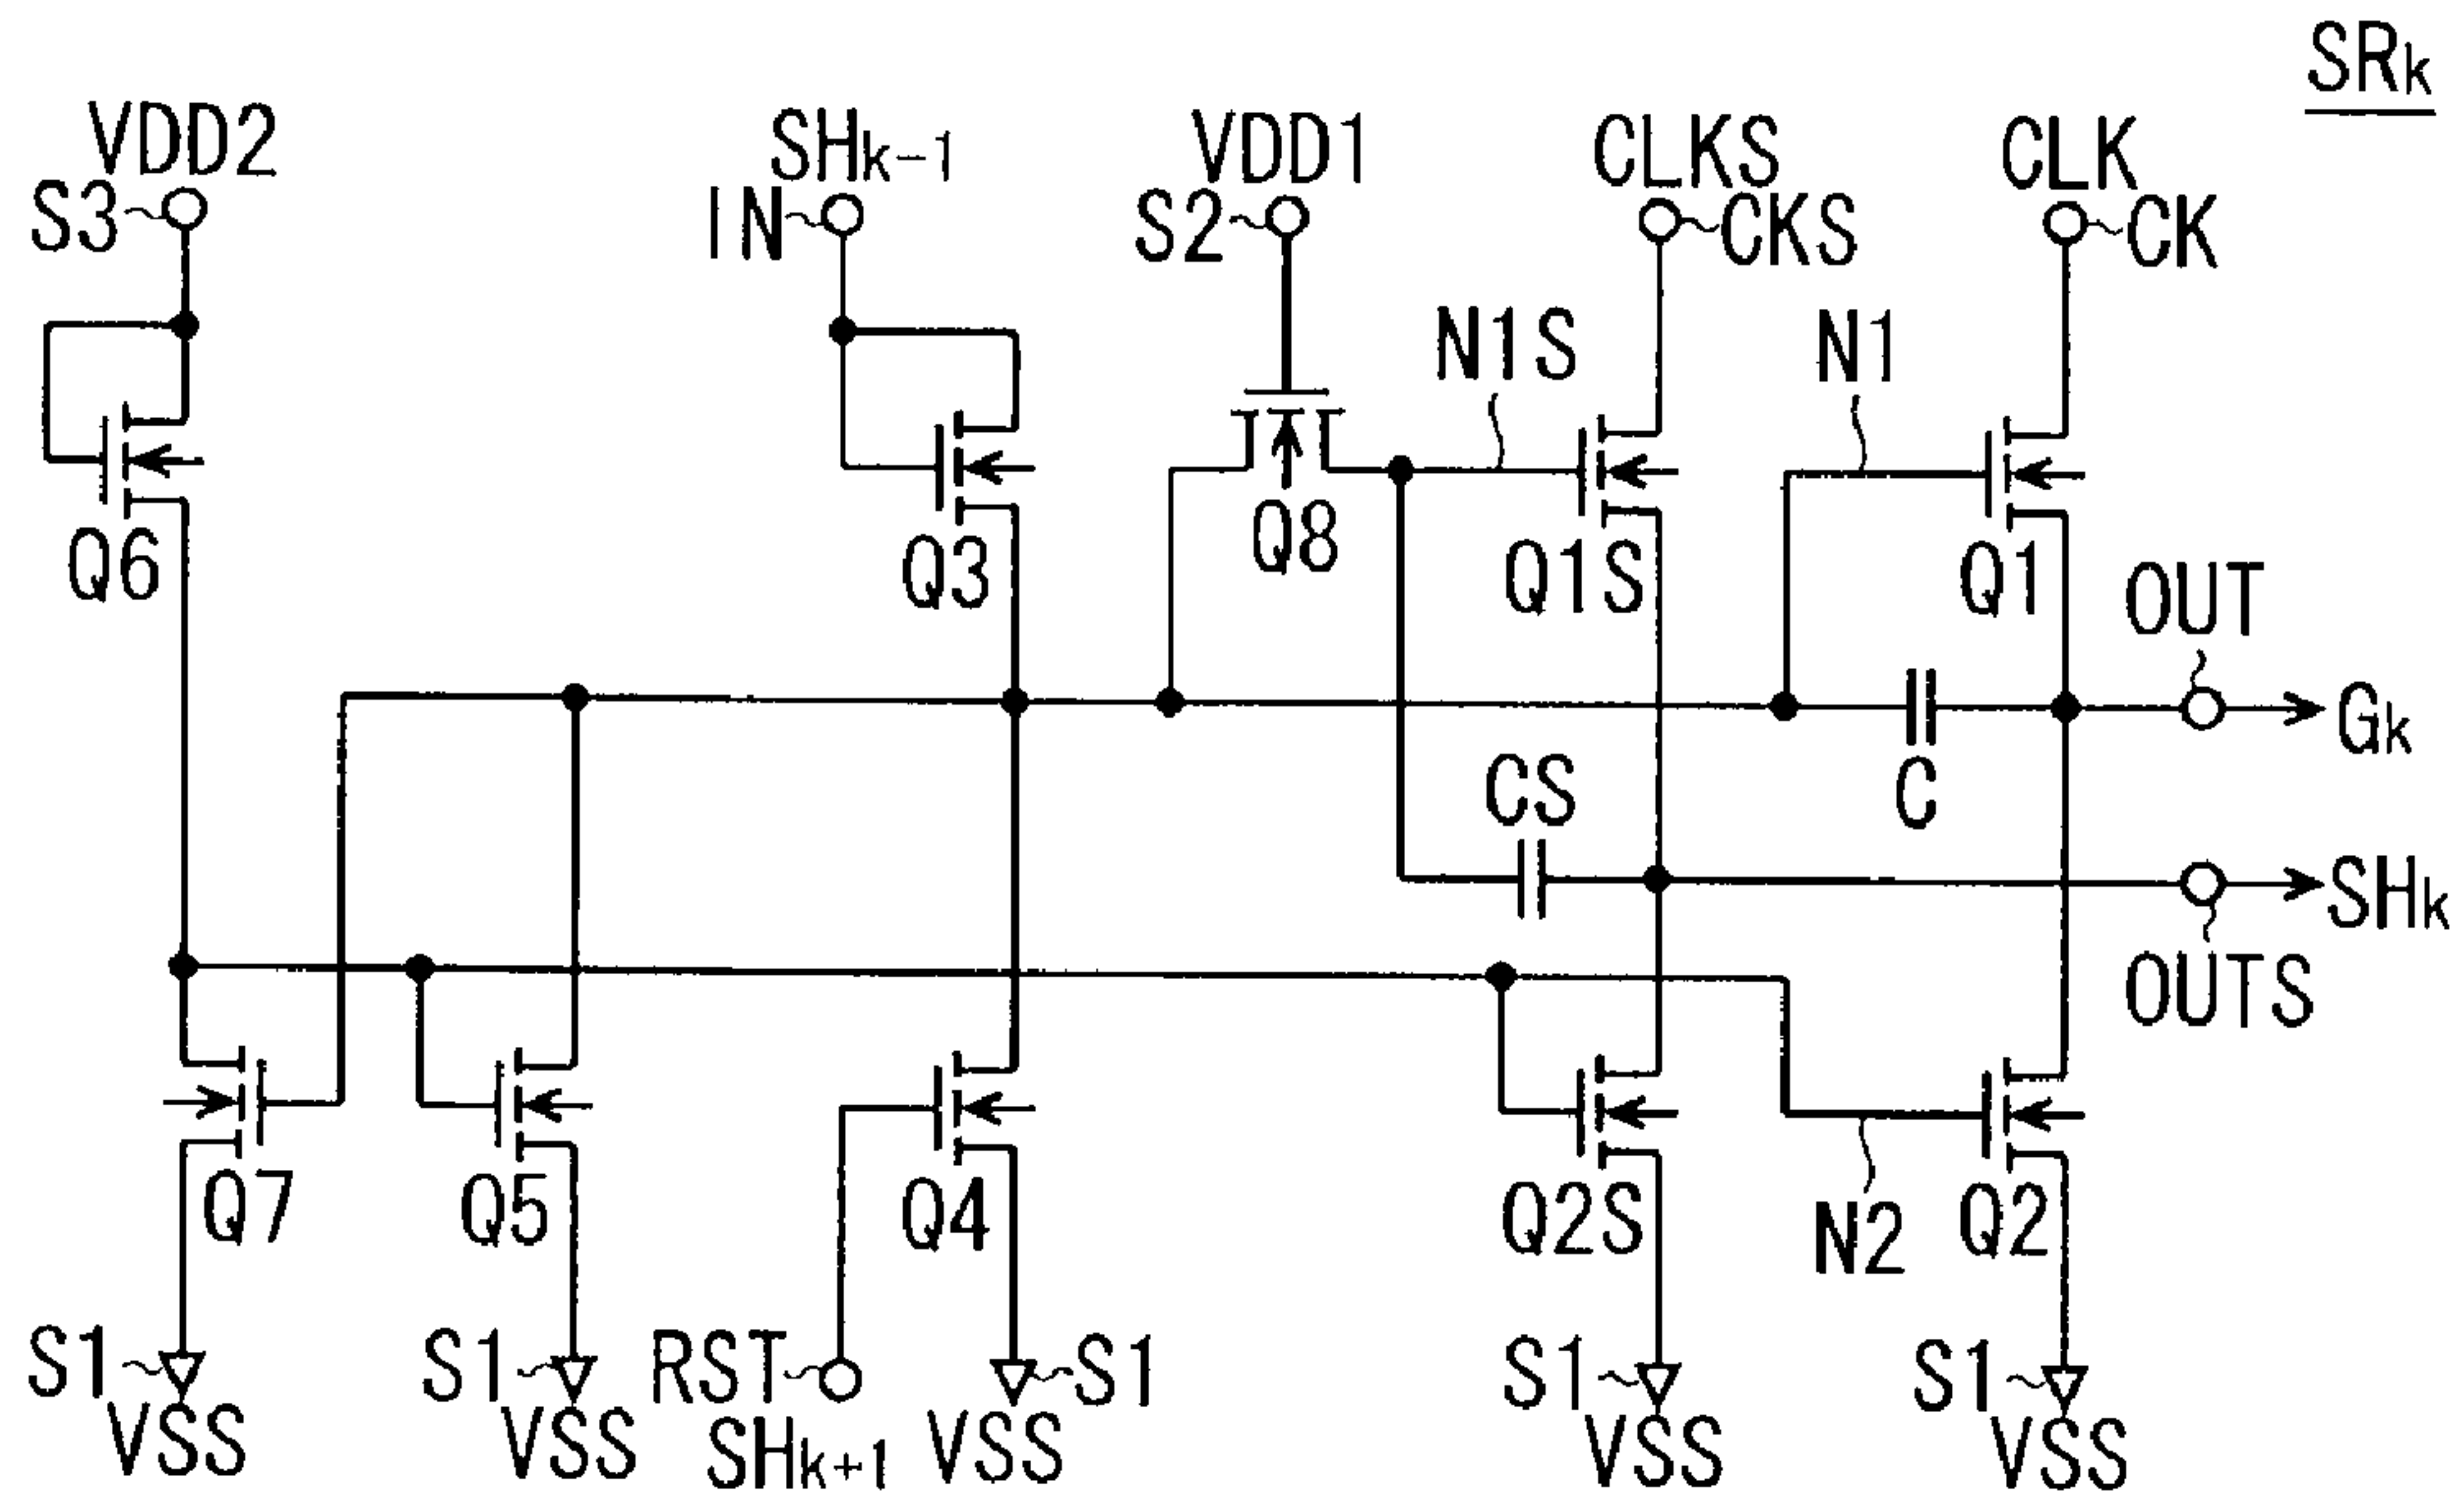 SRk
VDD2
S3
SHk-1
IN
VDD1
S2
CLKS
CKS
CLK
CK
N1S
N1
Q6
Q3
Q8
Q1S
Q1
OUT
Gk
CS
C
SHk
OUTS
Q7
Q5
Q4
Q2S
N2
Q2
S1
VSS
S1
VSS
RST
SHk+1
S1
VSS
S1
VSS
S1
VSS